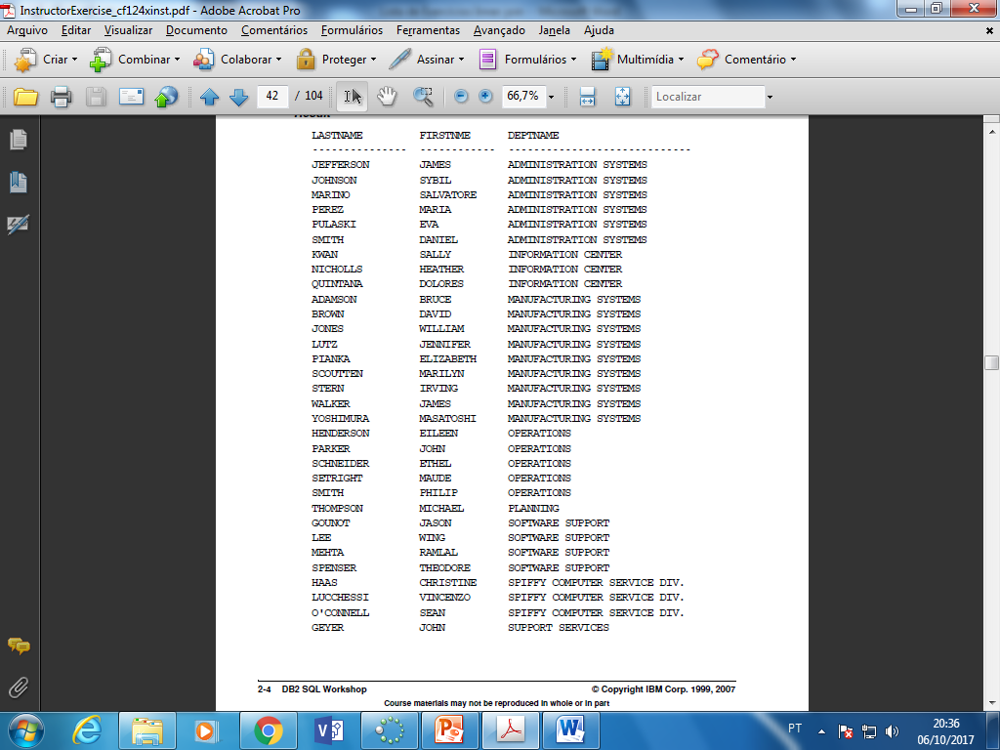 InstructorExercise_cf124xinst.pdf - Adobe Acrobat Pro
Arquivo Editar Visualizar Documento Comentários Formulários Ferramentas Avançado Janela Ajuda
Criar Combinar Colaborar Proteger Assinar Formulários Multimídia Comentário
42 / 104 66,7% Localizar
LASTNAME FIRSTNME DEPTNAME
--------------- ------------ -----------------------------
JEFFERSON JAMES ADMINISTRATION SYSTEMS
JOHNSON SYBIL ADMINISTRATION SYSTEMS
MARINO SALVATORE ADMINISTRATION SYSTEMS
PEREZ MARIA ADMINISTRATION SYSTEMS
PULASKI EVA ADMINISTRATION SYSTEMS
SMITH DANIEL ADMINISTRATION SYSTEMS
KWAN SALLY INFORMATION CENTER
NICHOLLS HEATHER INFORMATION CENTER
QUINTANA DOLORES INFORMATION CENTER
ADAMSON BRUCE MANUFACTURING SYSTEMS
BROWN DAVID MANUFACTURING SYSTEMS
JONES WILLIAM MANUFACTURING SYSTEMS
LUTZ JENNIFER MANUFACTURING SYSTEMS
PIANKA ELIZABETH MANUFACTURING SYSTEMS
SCOUTTEN MARILYN MANUFACTURING SYSTEMS
STERN IRVING MANUFACTURING SYSTEMS
WALKER JAMES MANUFACTURING SYSTEMS
YOSHIMURA MASATOSHI MANUFACTURING SYSTEMS
HENDERSON EILEEN OPERATIONS
PARKER JOHN OPERATIONS
SCHNEIDER ETHEL OPERATIONS
SETRIGHT MAUDE OPERATIONS
SMITH PHILIP OPERATIONS
THOMPSON MICHAEL PLANNING
GOUNOT JASON SOFTWARE SUPPORT
LEE WING SOFTWARE SUPPORT
MEHTA RAMLAL SOFTWARE SUPPORT
SPENSER THEODORE SOFTWARE SUPPORT
HAAS CHRISTINE SPIFFY COMPUTER SERVICE DIV.
LUCCHESSI VINCENZO SPIFFY COMPUTER SERVICE DIV.
O'CONNELL SEAN SPIFFY COMPUTER SERVICE DIV.
GEYER JOHN SUPPORT SERVICES
2-4 DB2 SQL Workshop © Copyright IBM Corp. 1999, 2007
Course materials may not be reproduced in whole or in part
PT 20:36
06/10/2017